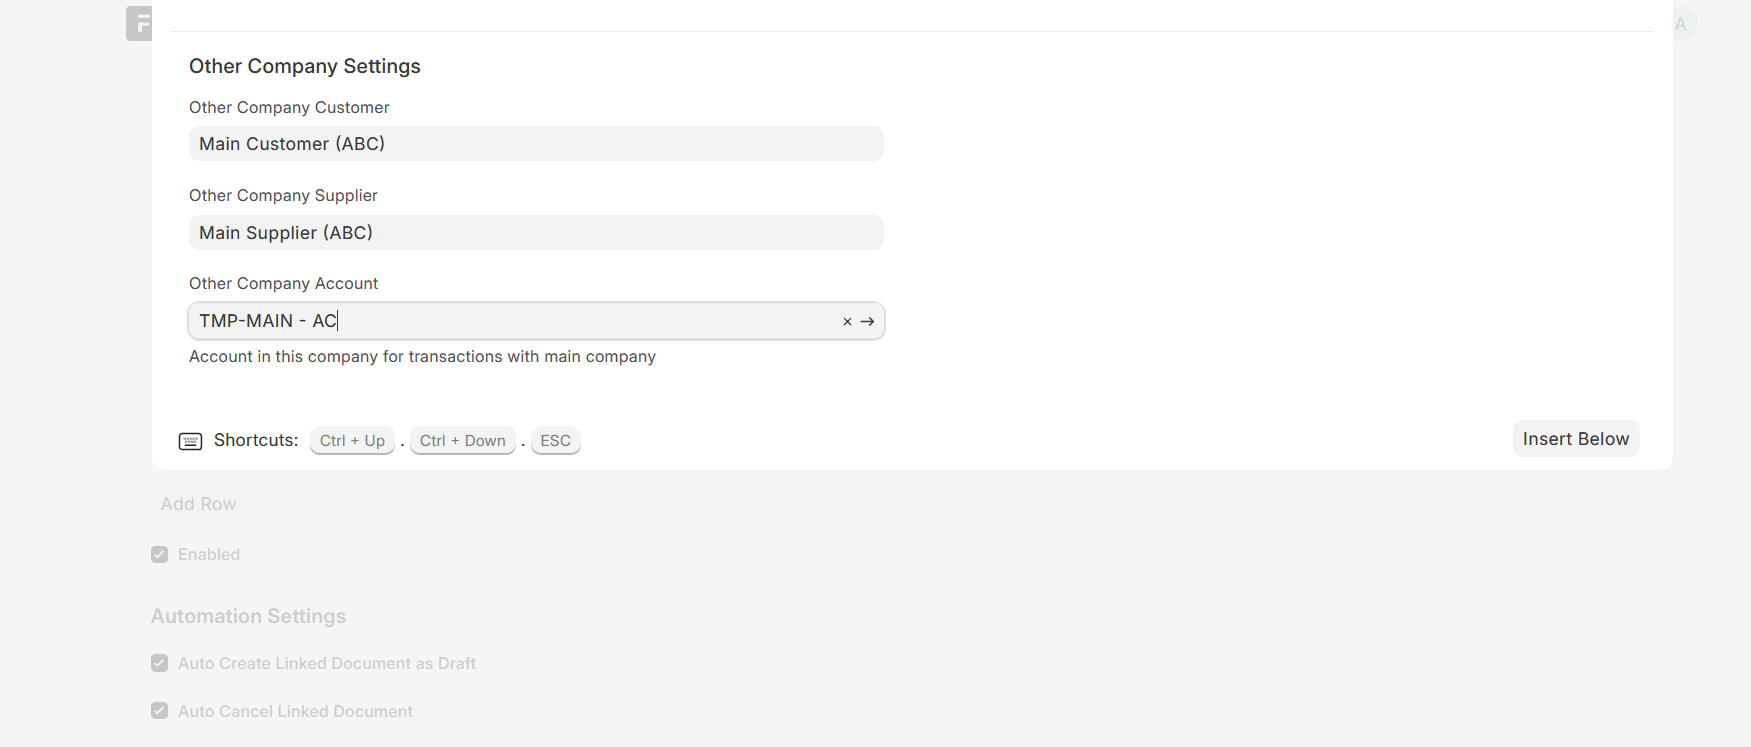 F
A
Other Company Settings
Other Company Customer
Main Customer (ABC)
Other Company Supplier
Main Supplier (ABC)
Other Company Account
TMP-MAIN - AC
Account in this company for transactions with main company
Shortcuts: Ctrl + Up . Ctrl + Down . ESC
Insert Below
Add Row
Enabled
Automation Settings
Auto Create Linked Document as Draft
Auto Cancel Linked Document